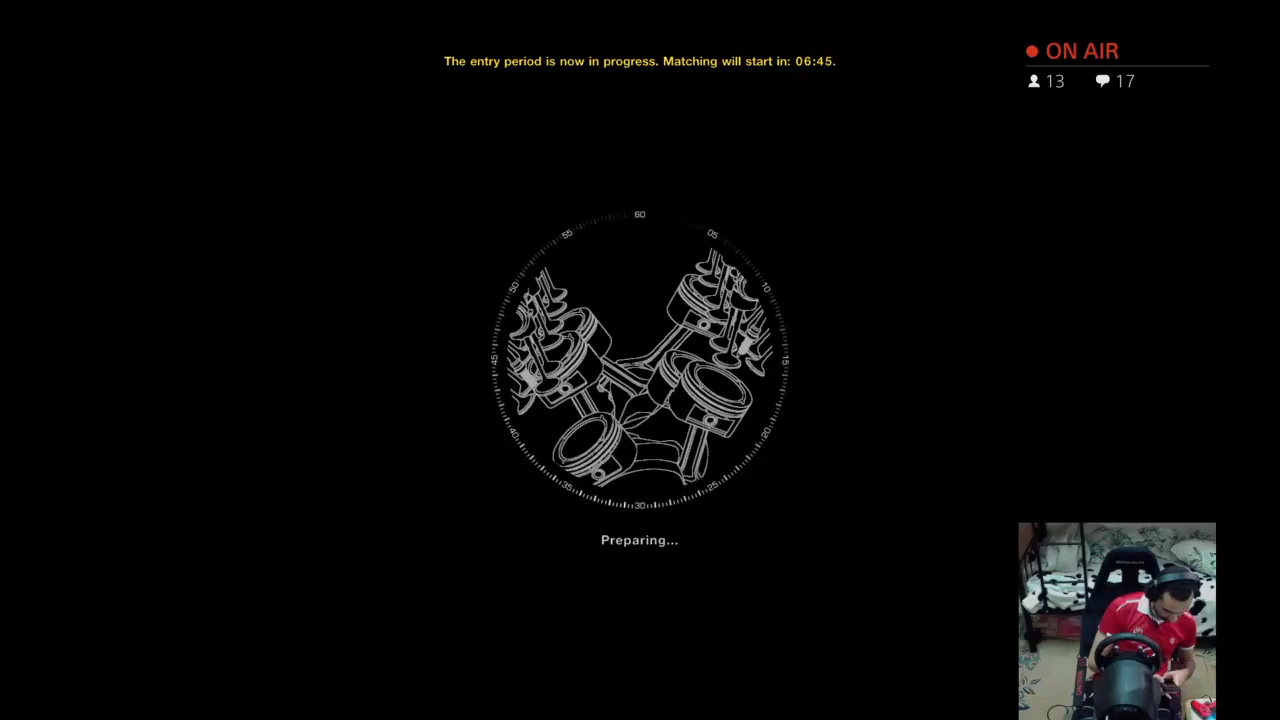 The entry period is now in progress. Matching will start in: 06:45.
ON AIR
13 17
60
55 05
50 10
45 15
40 20
35 25
30
Preparing...